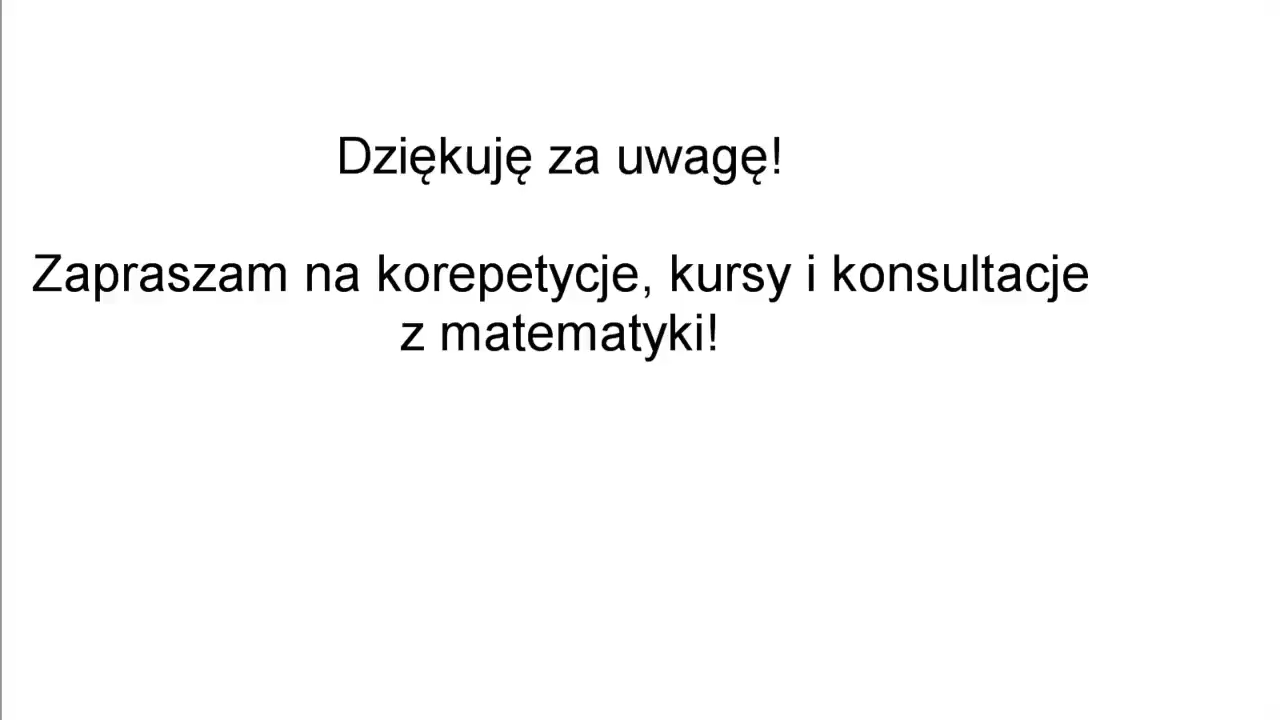 Dziękuję za uwagę!
Zapraszam na korepetycje, kursy i konsultacje
z matematyki!